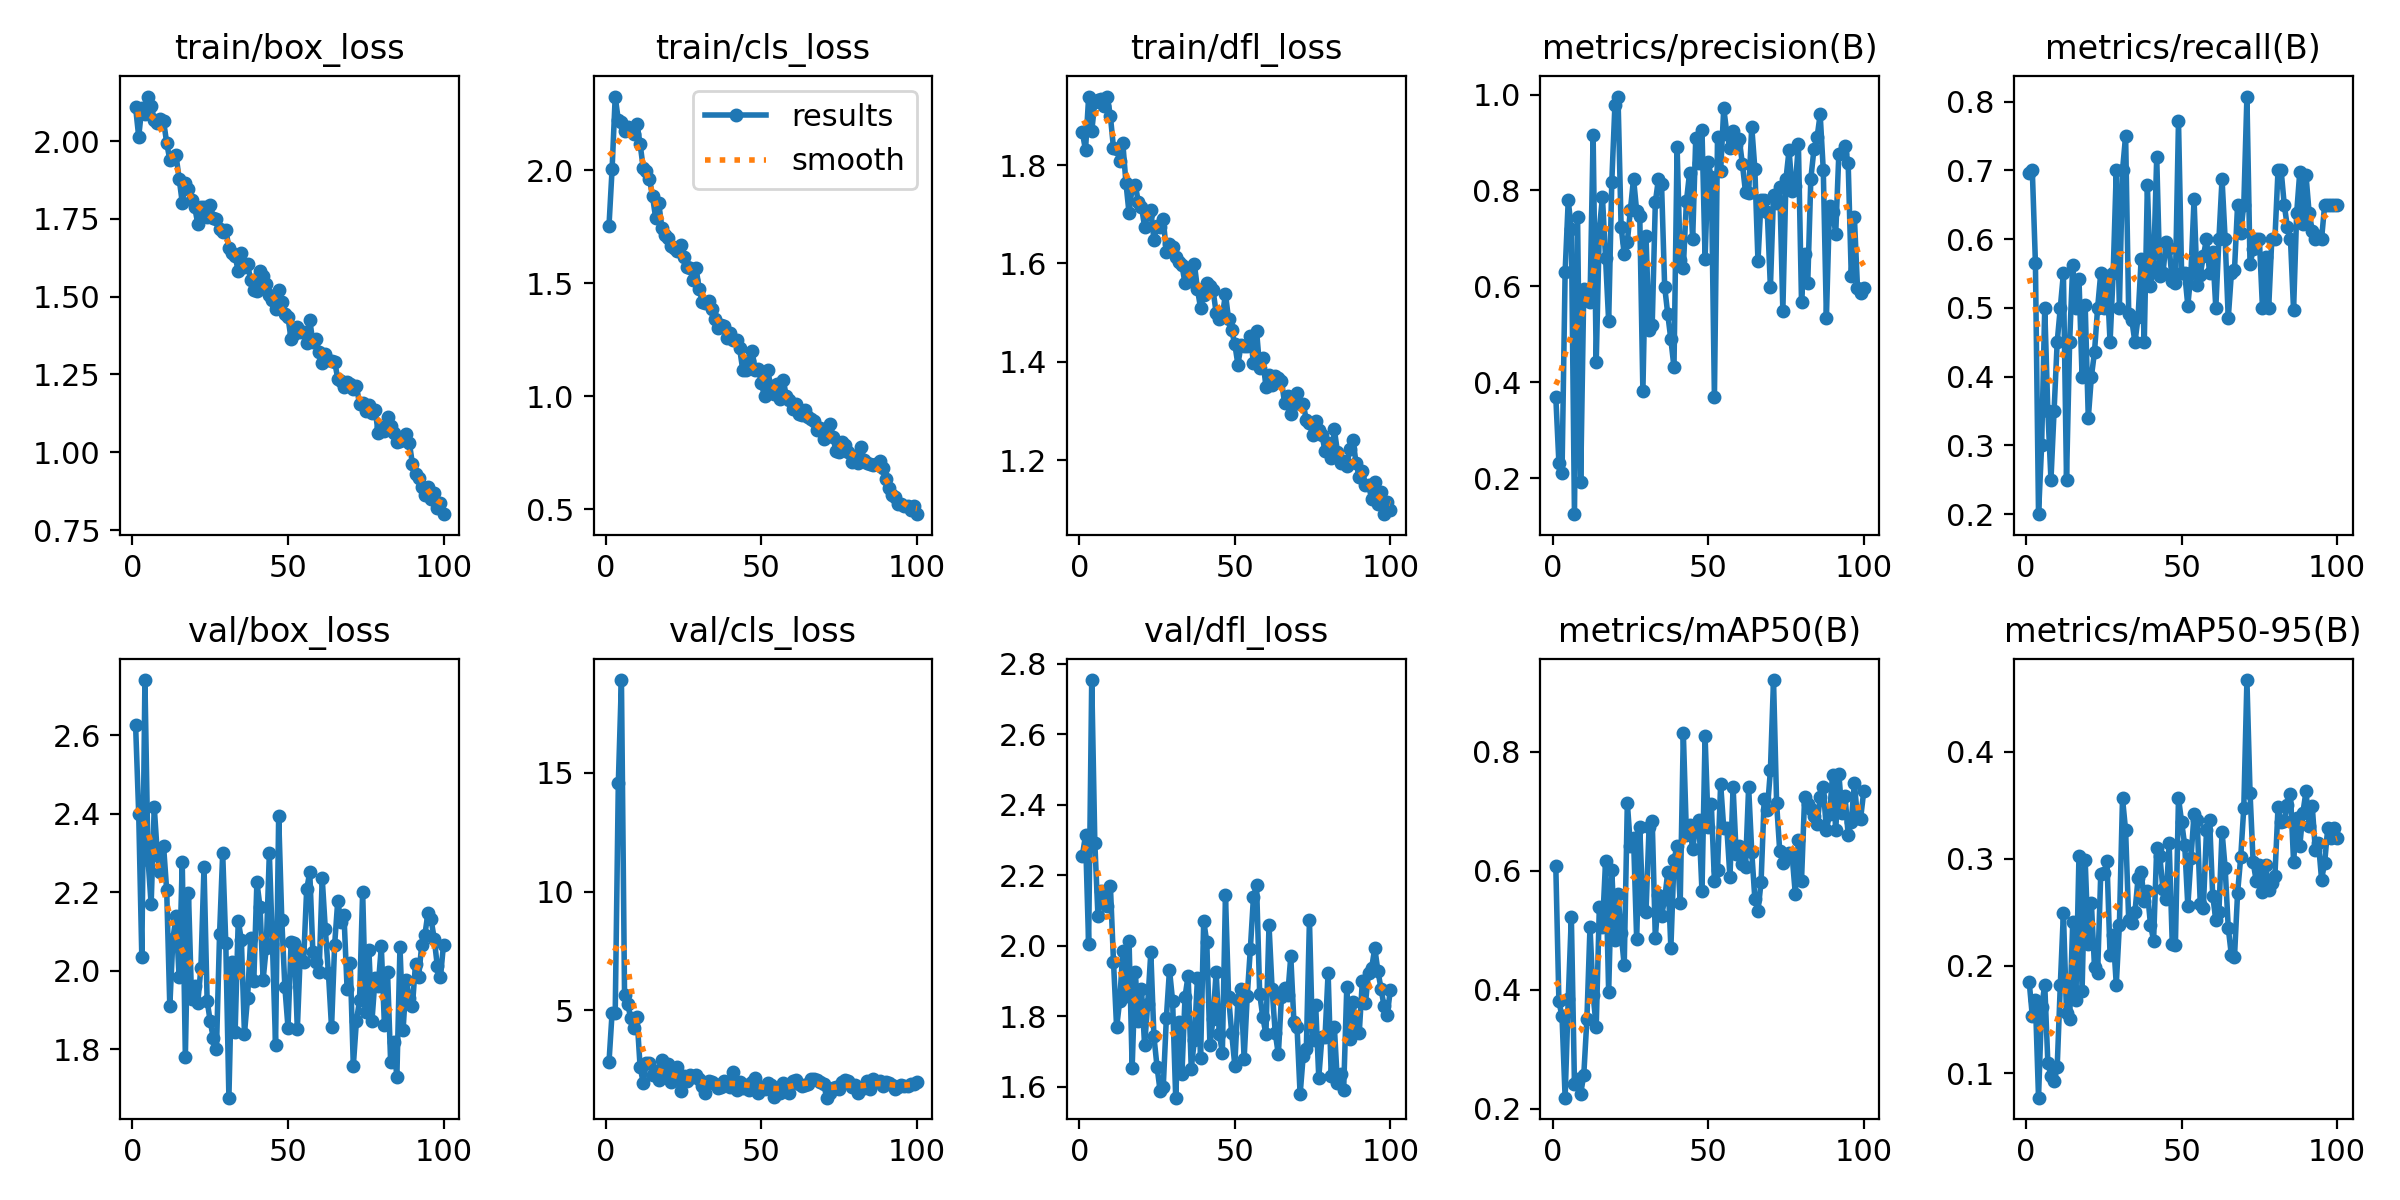 train/box_loss
2.00
1.75
1.50
1.25
1.00
0.75
0 50 100
train/cls_loss
results
smooth
2.0
1.5
1.0
0.5
0 50 100
train/dfl_loss
1.8
1.6
1.4
1.2
0 50 100
metrics/precision(B)
1.0
0.8
0.6
0.4
0.2
0 50 100
metrics/recall(B)
0.8
0.7
0.6
0.5
0.4
0.3
0.2
0 50 100
val/box_loss
2.6
2.4
2.2
2.0
1.8
0 50 100
val/cls_loss
15
10
5
0 50 100
val/dfl_loss
2.8
2.6
2.4
2.2
2.0
1.8
1.6
0 50 100
metrics/mAP50(B)
0.8
0.6
0.4
0.2
0 50 100
metrics/mAP50-95(B)
0.4
0.3
0.2
0.1
0 50 100